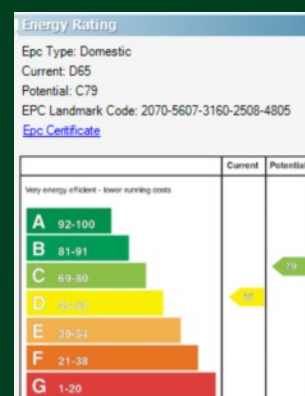 Energy Rating
Epc Type: Domestic
Current: D65
Potential: C79
EPC Landmark Code: 2070-5607-3160-2508-4805
Epc Certificate
Current Potential
Very energy efficient - lower running costs
A 92-100
B 81-91
C 69-80
79
D
E 39-54
F 21-38
G 1-20